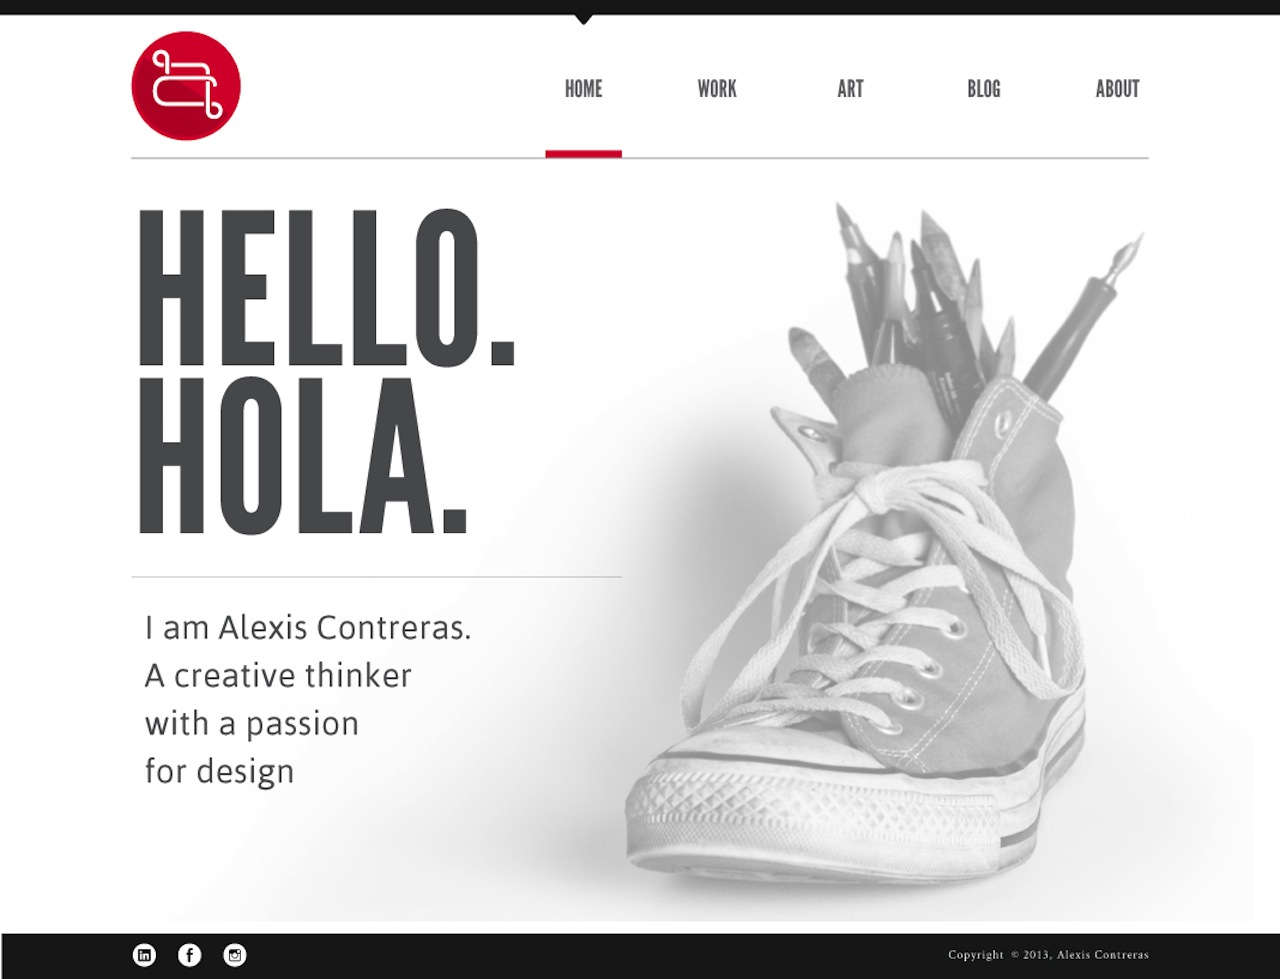 HOME WORK ART BLOG ABOUT
HELLO.
HOLA.
I am Alexis Contreras.
A creative thinker
with a passion
for design
Copyright © 2013, Alexis Contreras